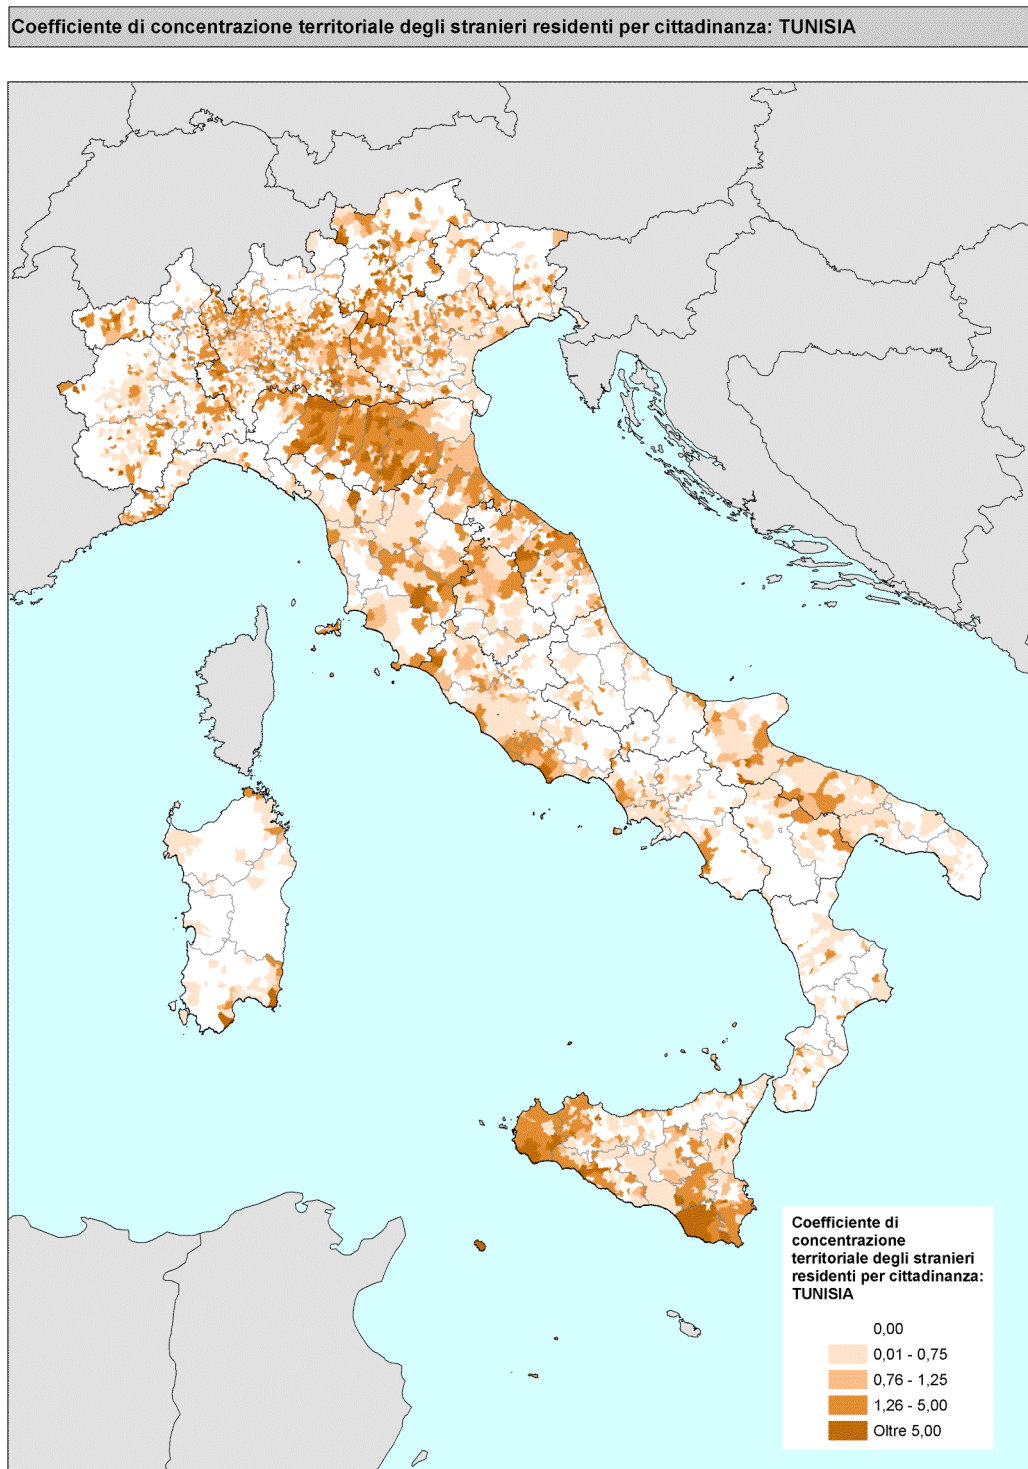 Coefficiente di concentrazione territoriale degli stranieri residenti per cittadinanza: TUNISIA
Coefficiente di
concentrazione
territoriale degli stranieri
residenti per cittadinanza:
TUNISIA
0,00
0,01 - 0,75
0,76 - 1,25
1,26 - 5,00
Oltre 5,00